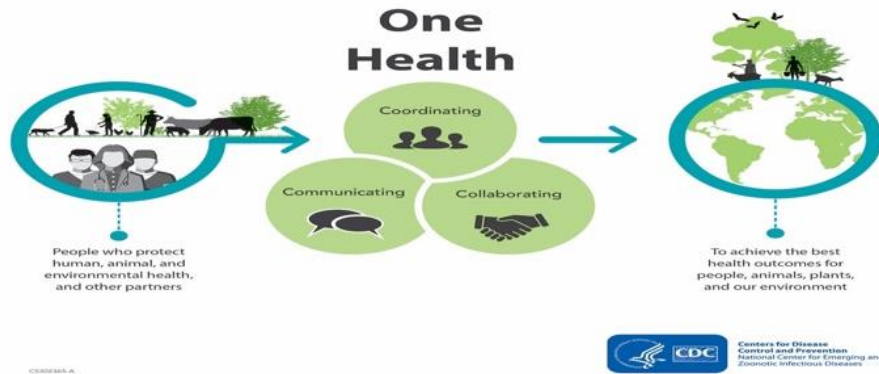 One
Health
Coordinating
Communicating
Collaborating
People who protect
human, animal, and
environmental health,
and other partners
To achieve the best
health outcomes for
people, animals, plants,
and our environment
CDC
Centers for Disease
Control and Prevention
National Center for Emerging an
Zoonotic Infectious Diseases